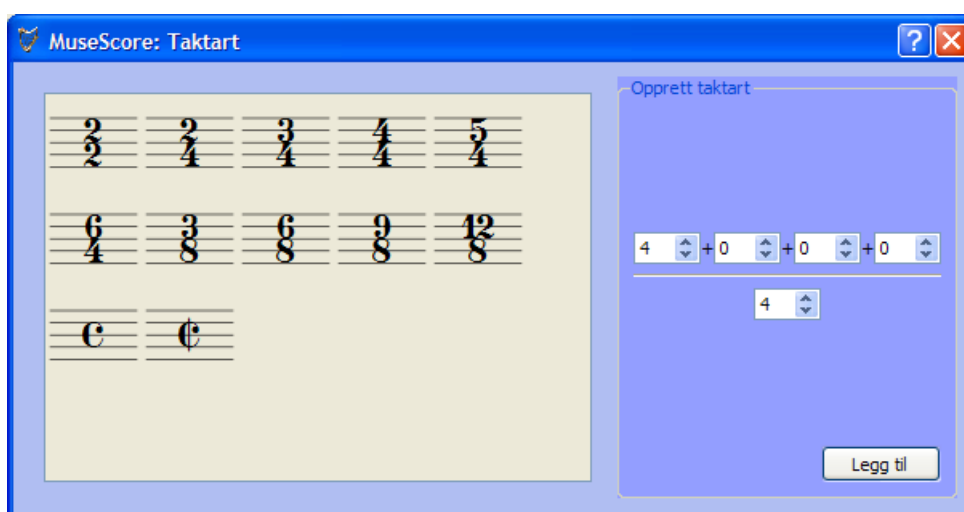 MuseScore: Taktart
Opprett taktart
2 2 3 4 5
2 4 4 4 4
6 3 6 9 12
4 8 8 8 8
4 + 0 + 0 + 0
4
Legg til